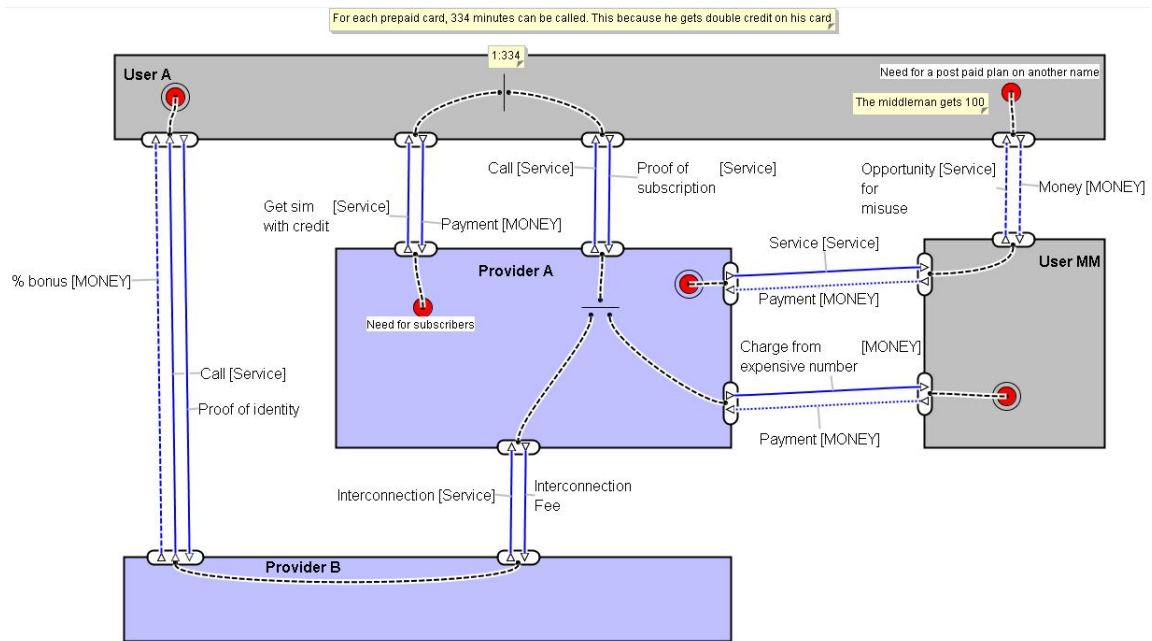 For each prepaid card, 334 minutes can be called. This because he gets double credit on his card
1:334
User A
Need for a post paid plan on another name
The middleman gets 100
Call [Service]
Proof of [Service]
subscription
Opportunity [Service]
for
misuse
Money [MONEY]
Get sim [Service]
with credit
Payment [MONEY]
Service [Service]
User MM
Provider A
% bonus [MONEY]
Payment [MONEY]
Need for subscribers
Charge from [MONEY]
expensive number
Call [Service]
Proof of identity
Payment [MONEY]
Interconnection [Service]
Interconnection
Fee
Provider B